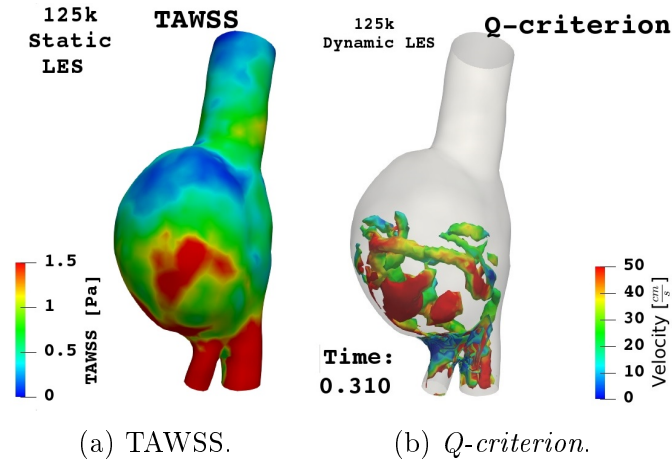 125k
Static
LES
TAWSS
1.5
1
0.5
0
TAWSS [Pa]
125k
Dynamic LES
Q-criterion
50
40
30
20
10
0
Velocity [cm/s]
Time:
0.310
(a) TAWSS.
(b) Q-criterion.